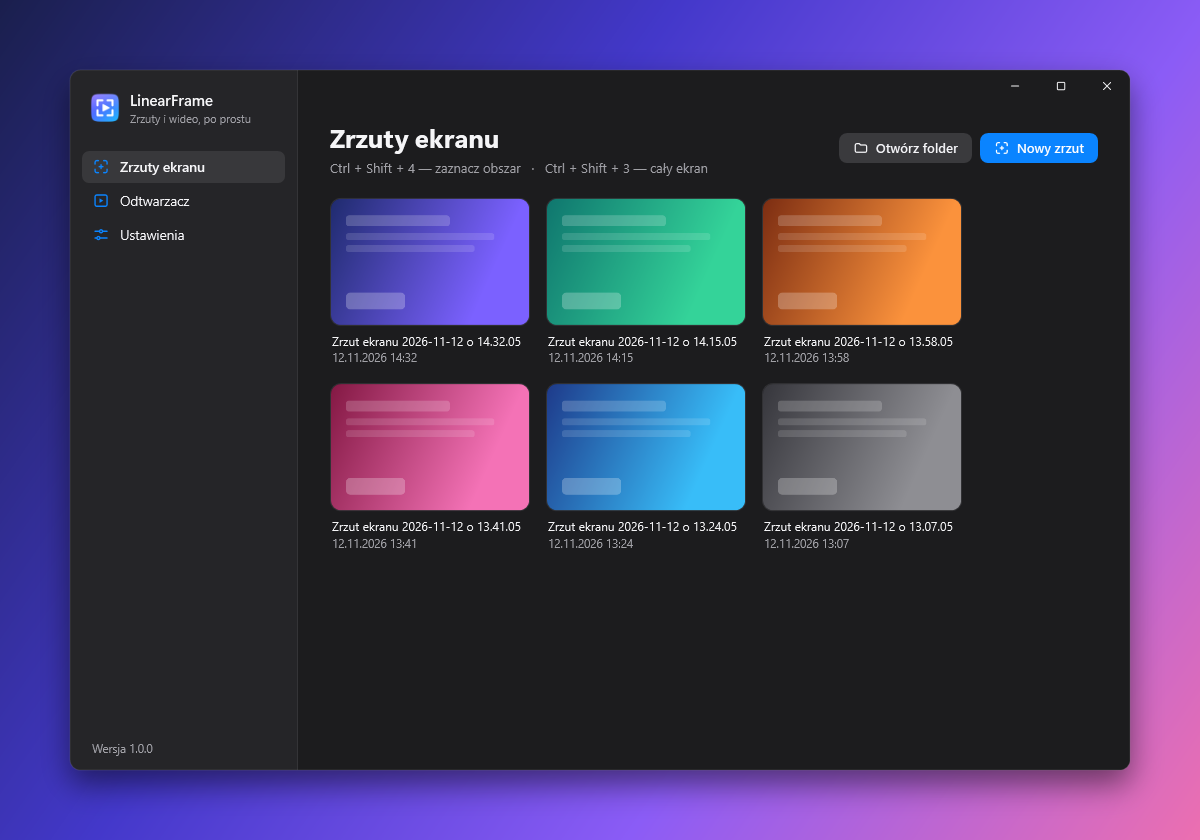 LinearFrame
Zrzuty i wideo, po prostu
Zrzuty ekranu
Odtwarzacz
Ustawienia
Wersja 1.0.0
Zrzuty ekranu
Ctrl + Shift + 4 — zaznacz obszar · Ctrl + Shift + 3 — cały ekran
Otwórz folder
Nowy zrzut
Zrzut ekranu 2026-11-12 o 14.32.05
12.11.2026 14:32
Zrzut ekranu 2026-11-12 o 14.15.05
12.11.2026 14:15
Zrzut ekranu 2026-11-12 o 13.58.05
12.11.2026 13:58
Zrzut ekranu 2026-11-12 o 13.41.05
12.11.2026 13:41
Zrzut ekranu 2026-11-12 o 13.24.05
12.11.2026 13:24
Zrzut ekranu 2026-11-12 o 13.07.05
12.11.2026 13:07